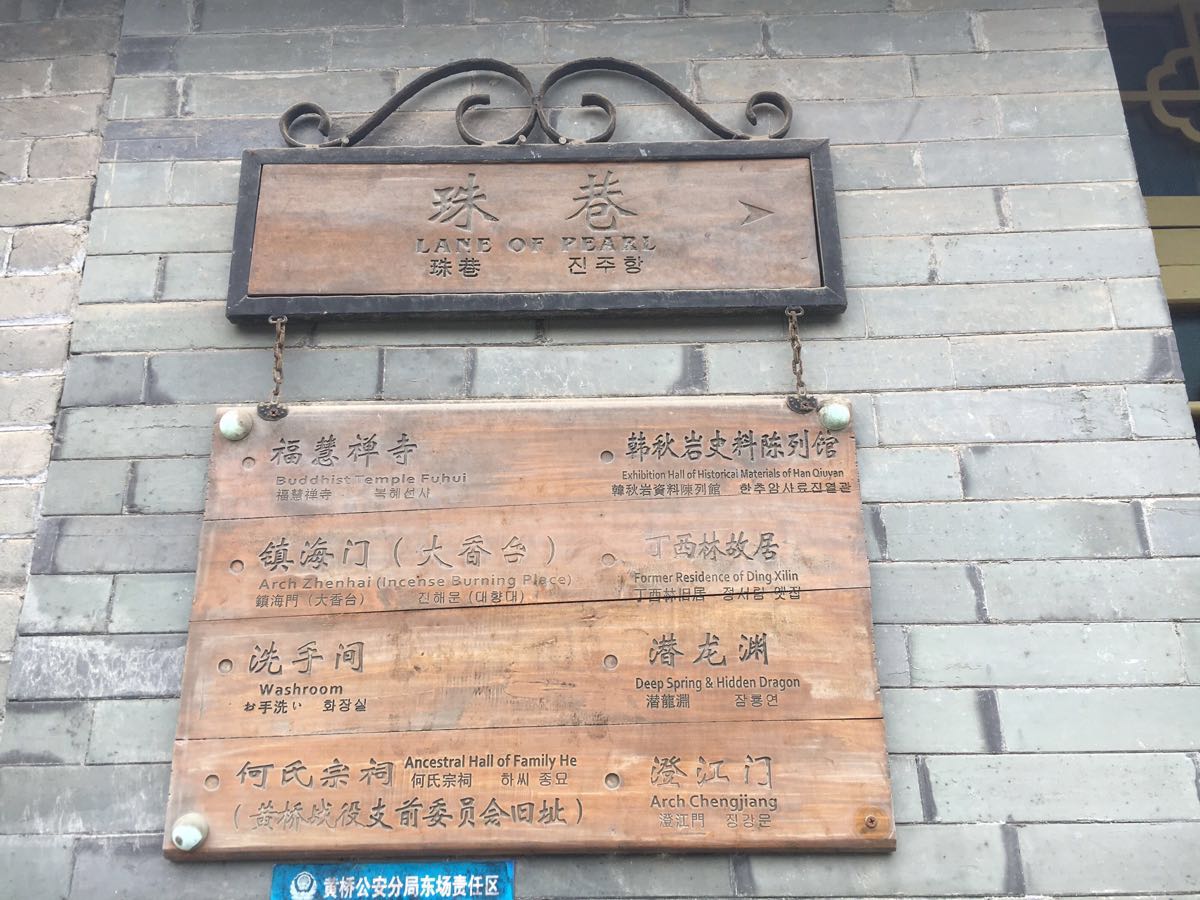 珠 巷
LANE OF PEARL
珠巷 진주항
福慧禅寺
Buddhist Temple Fuhui
福慧禅寺 복혜선사
韩秋岩史料陈列馆
Exhibition Hall of Historical Materials of Han Qiuyan
韓秋岩資料陳列館 한추암사료진열관
镇海门（大香台）
Arch Zhenhai (Incense Burning Place)
鎮海門（大香台） 진해문（대향대）
丁西林故居
Former Residence of Ding Xilin
丁酉林旧居 정서림 옛집
洗手间
Washroom
お手洗い 화장실
潜龙渊
Deep Spring & Hidden Dragon
潜龍淵 잠룡연
何氏宗祠
Ancestral Hall of Family He
何氏宗祠 하씨 종묘
（黄桥战役支前委员会旧址）
澄江门
Arch Chengjiang
澄江門 징강문
黄桥公安分局东场责任区